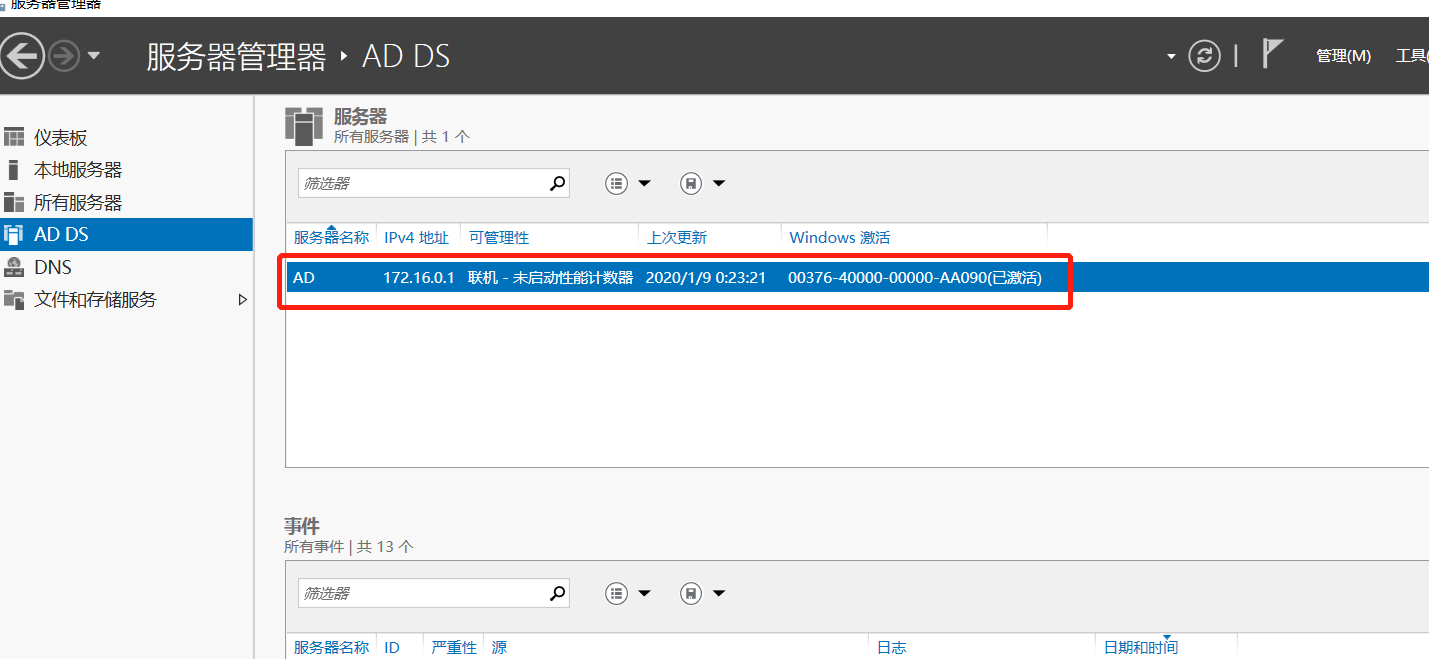 服务器管理器
服务器管理器 ‣ AD DS
管理(M) 工具(
仪表板
本地服务器
所有服务器
AD DS
DNS
文件和存储服务
服务器
所有服务器 | 共 1 个
筛选器
服务器名称 IPv4 地址 可管理性 上次更新 Windows 激活
AD 172.16.0.1 联机 - 未启动性能计数器 2020/1/9 0:23:21 00376-40000-00000-AA090(已激活)
事件
所有事件 | 共 13 个
筛选器
服务器名称 ID 严重性 源 日志 日期和时间